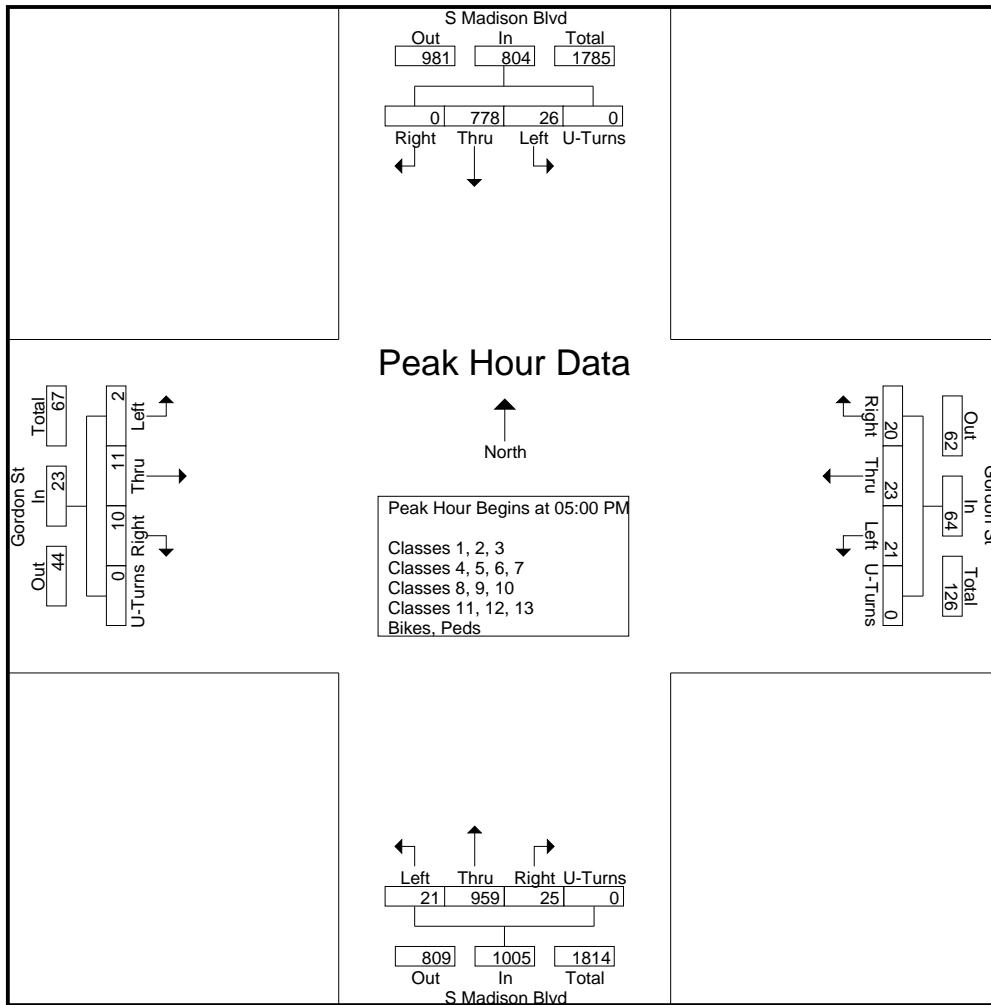 S Madison Blvd
Out In Total
981 804 1785
0 778 26 0
Right Thru Left U-Turns
Peak Hour Data
North
Peak Hour Begins at 05:00 PM
Classes 1, 2, 3
Classes 4, 5, 6, 7
Classes 8, 9, 10
Classes 11, 12, 13
Bikes, Peds
Gordon St
Out In Total
44 23 67
0 10 11 2
U-Turns Right Thru Left
Gordon St
Out In Total
62 64 126
20 23 21 0
Right Thru Left U-Turns
Left Thru Right U-Turns
21 959 25 0
809 1005 1814
Out In Total
S Madison Blvd